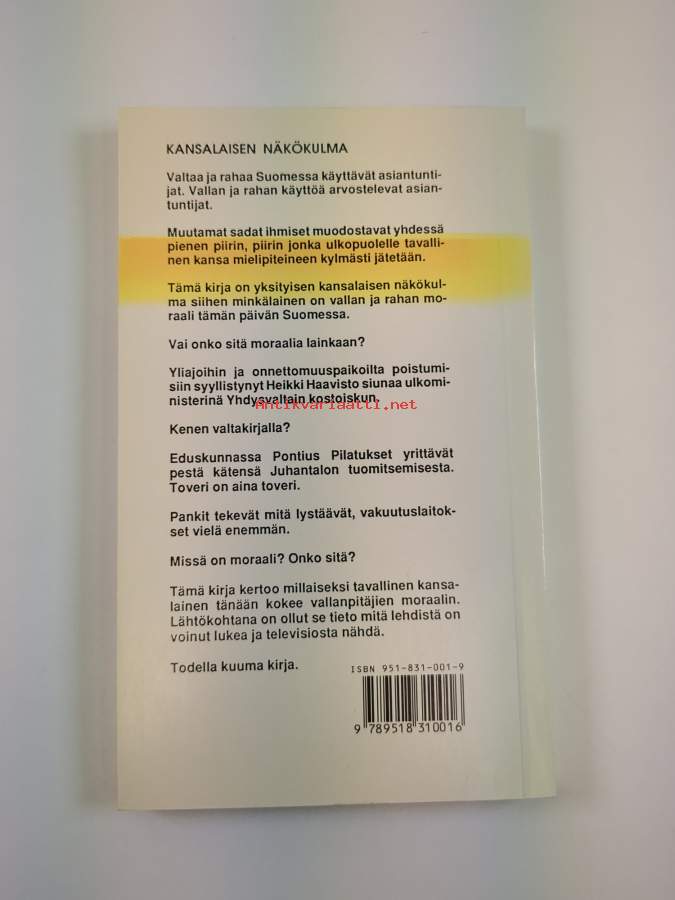 KANSALAISEN NÄKÖKULMA
Valtaa ja rahaa Suomessa käyttävät asiantunti-
jat. Vallan ja rahan käyttöä arvostelevat asian-
tuntijat.
Muutamat sadat ihmiset muodostavat yhdessä
pienen piirin, piirin jonka ulkopuolelle tavalli-
nen kansa mielipiteineen kylmästi jätetään.
Tämä kirja on yksityisen kansalaisen näkökul-
ma siihen minkälainen on vallan ja rahan mo-
raali tämän päivän Suomessa.
Vai onko sitä moraalia lainkaan?
Yliajoihin ja onnettomuuspaikoilta poistumi-
siin syyllistynyt Heikki Haavisto siunaa ulkomi-
nisterinä Yhdysvaltain kostoiskun.
Antikvariaatti.net
Kenen valtakirjalla?
Eduskunnassa Pontius Pilatukset yrittävät
pestä kätensä Juhantalon tuomitsemisesta.
Toveri on aina toveri.
Pankit tekevät mitä lystäävät, vakuutuslaitok-
set vielä enemmän.
Missä on moraali? Onko sitä?
Tämä kirja kertoo millaiseksi tavallinen kansa-
lainen tänään kokee vallanpitäjien moraalin.
Lähtökohtana on ollut se tieto mitä lehdistä on
voinut lukea ja televisiosta nähdä.
Todella kuuma kirja.
ISBN 951-831-001-9
9 789518 310016